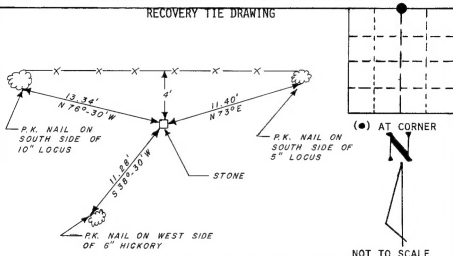 RECOVERY TIE DRAWING
4'
13.34'
N 76°-30' W
11.40'
N 73° E
P.K. NAIL ON
SOUTH SIDE OF
10" LOCUS
P.K. NAIL ON
SOUTH SIDE OF
5" LOCUS
11.28'
S 38°-30' W
STONE
P.K. NAIL ON WEST SIDE
OF 6" HICKORY
(●) AT CORNER
N
NOT TO SCALE